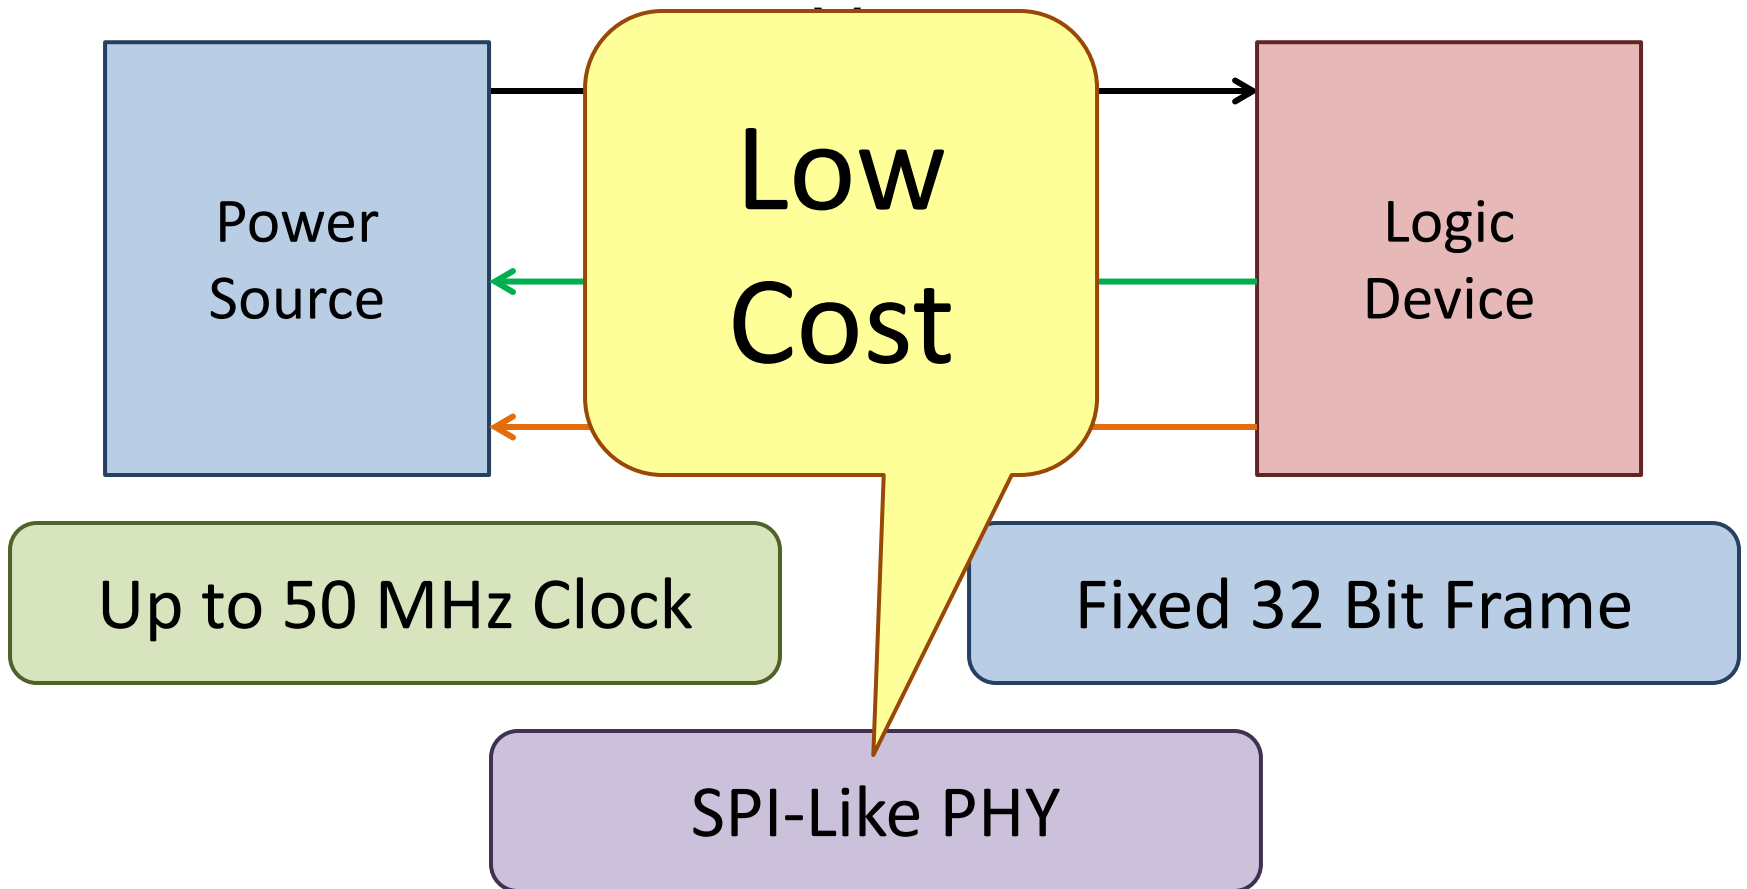 Low
Cost
Power
Source
Logic
Device
Up to 50 MHz Clock
Fixed 32 Bit Frame
SPI-Like PHY